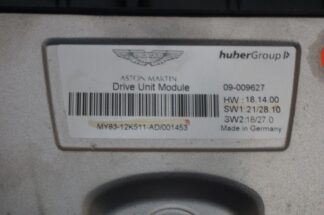 huberGroup
ASTON MARTIN
Drive Unit Module
09-009627
HW : 18.14.00
SW1: 21/28.10
SW2: 18/27.0
MY83-12K511-AD/001453
Made in Germany